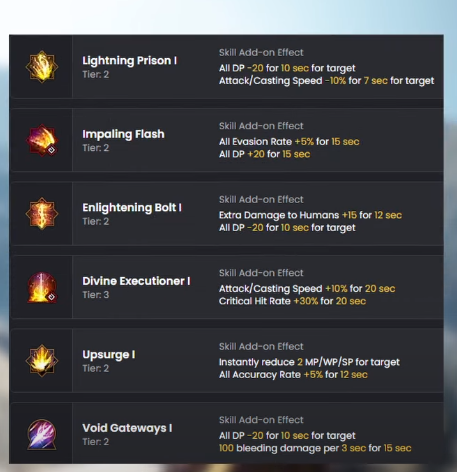 Lightning Prison I
Tier: 2
Skill Add-on Effect
All DP -20 for 10 sec for target
Attack/Casting Speed -10% for 7 sec for target
Impaling Flash
Tier: 2
Skill Add-on Effect
All Evasion Rate +5% for 15 sec
All DP +20 for 15 sec
Enlightening Bolt I
Tier: 2
Skill Add-on Effect
Extra Damage to Humans +15 for 12 sec
All DP -20 for 10 sec for target
Divine Executioner I
Tier: 3
Skill Add-on Effect
Attack/Casting Speed +10% for 20 sec
Critical Hit Rate +30% for 20 sec
Upsurge I
Tier: 2
Skill Add-on Effect
Instantly reduce 2 MP/WP/SP for target
All Accuracy Rate +5% for 12 sec
Void Gateways I
Tier: 2
Skill Add-on Effect
All DP -20 for 10 sec for target
100 bleeding damage per 3 sec for 15 sec